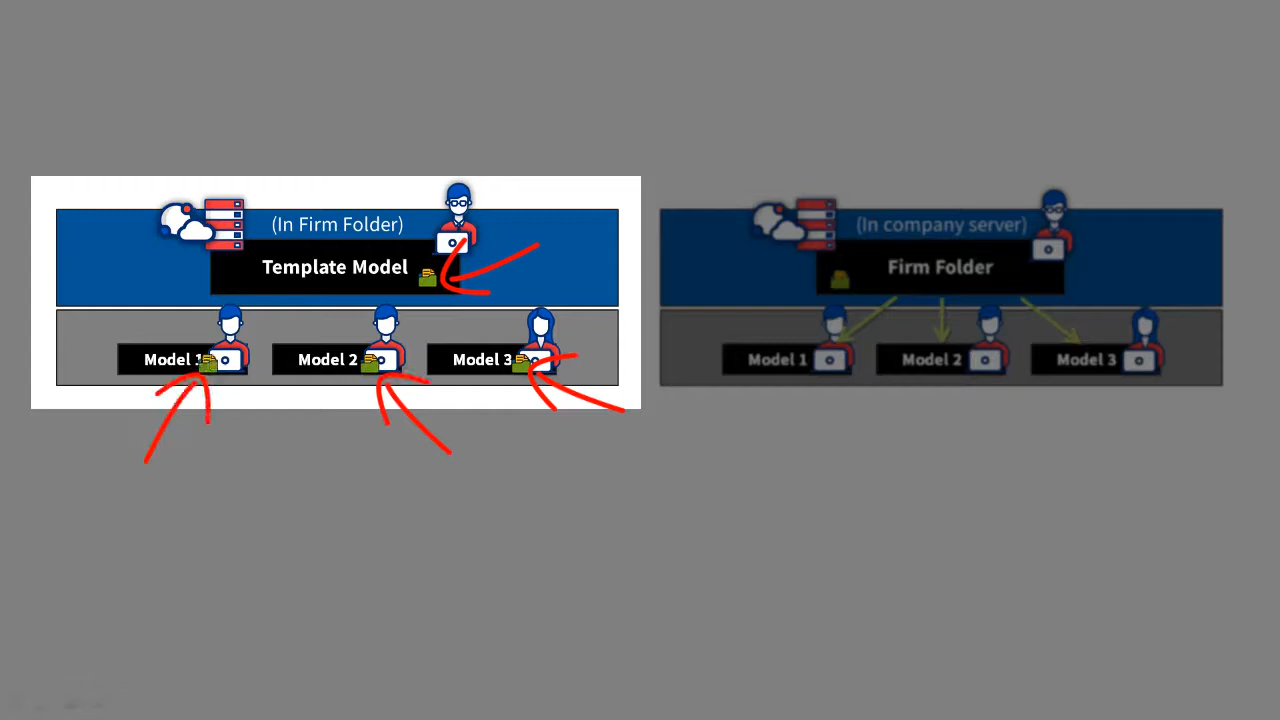 (In Firm Folder)
Template Model
Model 1
Model 2
Model 3
(In company server)
Firm Folder
Model 1
Model 2
Model 3